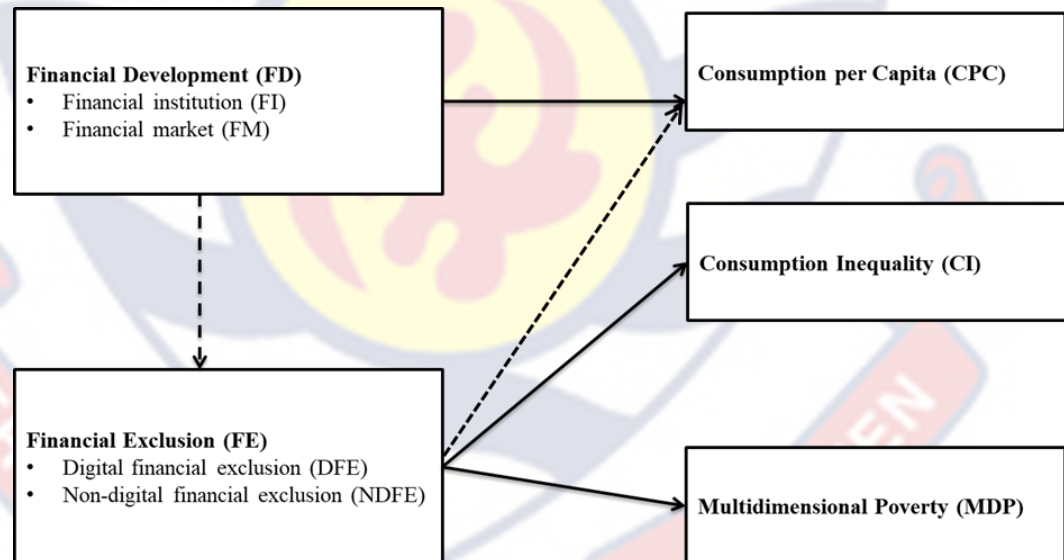 Financial Development (FD)
• Financial institution (FI)
• Financial market (FM)
Consumption per Capita (CPC)
Consumption Inequality (CI)
Financial Exclusion (FE)
• Digital financial exclusion (DFE)
• Non-digital financial exclusion (NDFE)
Multidimensional Poverty (MDP)